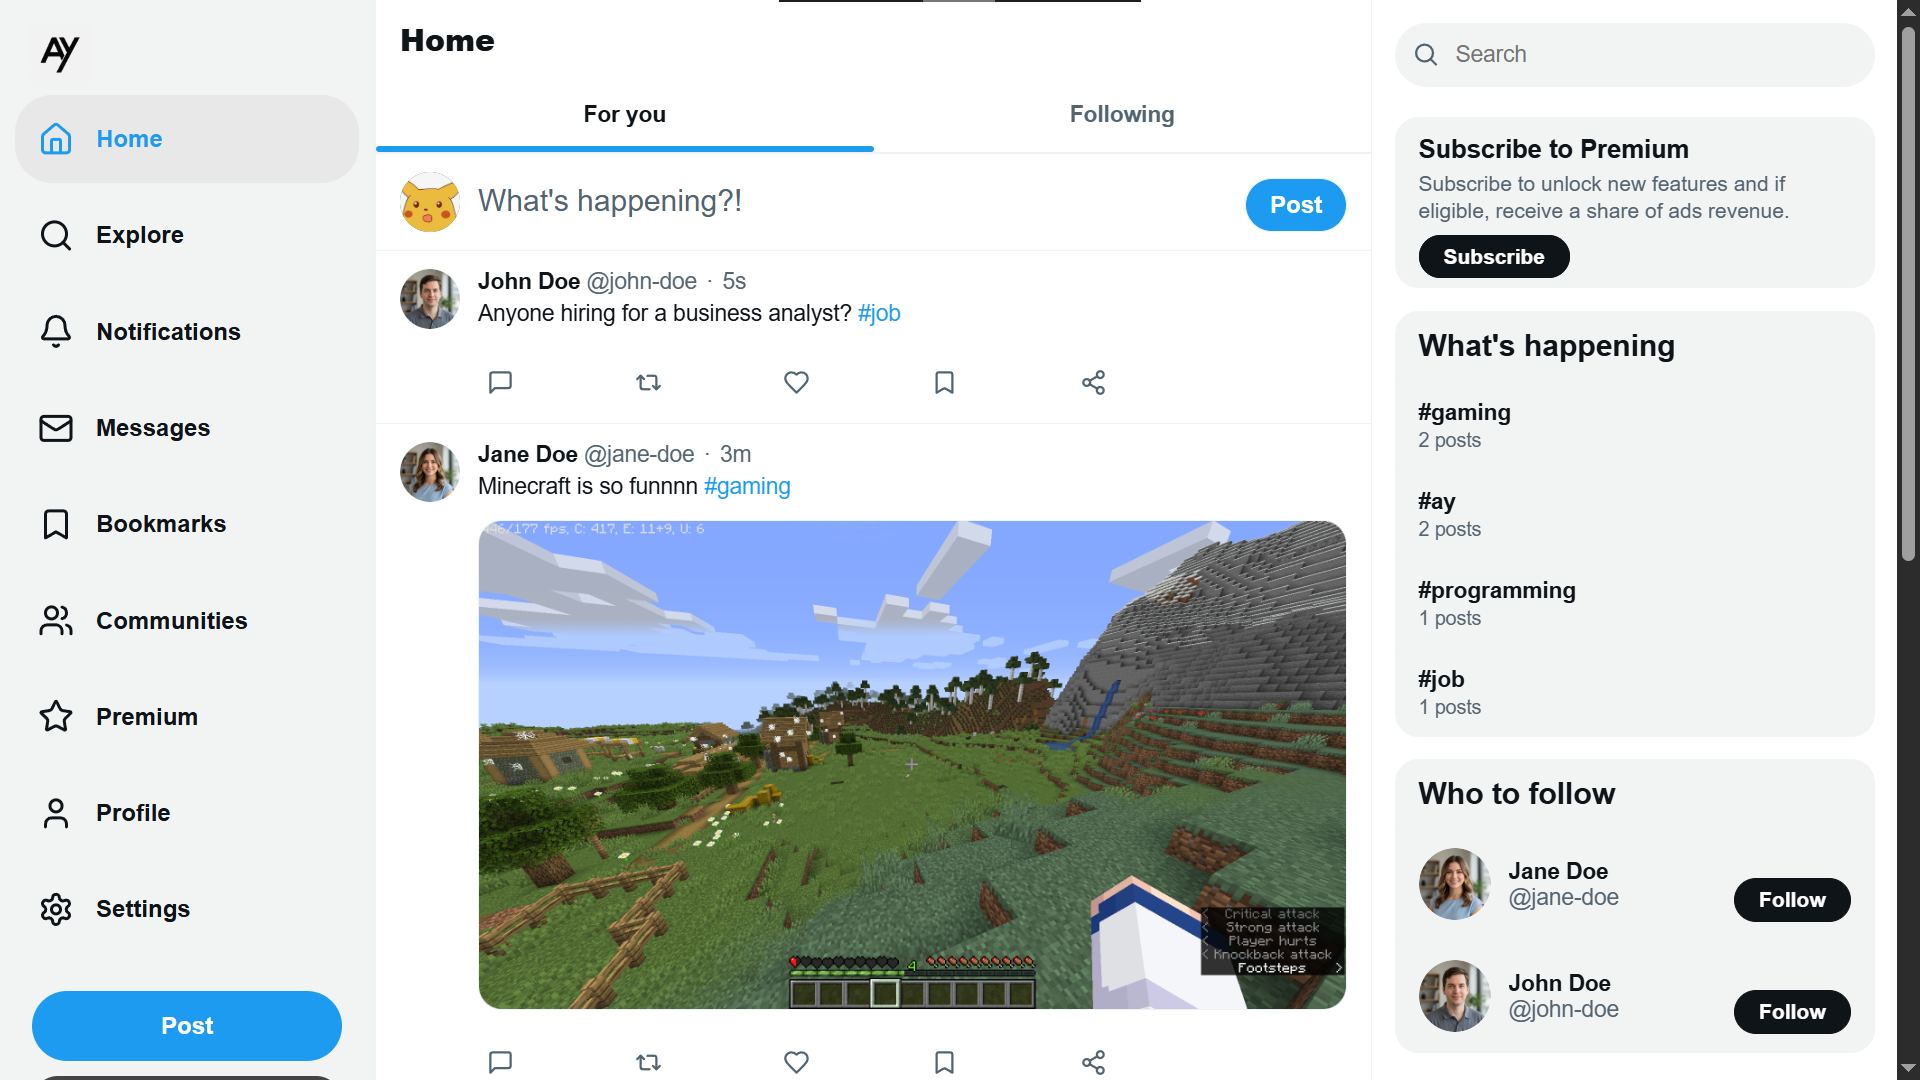 AY
Home
Explore
Notifications
Messages
Bookmarks
Communities
Premium
Profile
Settings
Post
Home
For you
Following
What's happening?!
Post
John Doe @john-doe · 5s
Anyone hiring for a business analyst? #job
Jane Doe @jane-doe · 3m
Minecraft is so funnnn #gaming
/177 fps, C: 417, E: 11+9, U: 6
Critical attack
Strong attack
Player hurts
< Knockback attack
Footsteps >
4
Search
Subscribe to Premium
Subscribe to unlock new features and if
eligible, receive a share of ads revenue.
Subscribe
What's happening
#gaming
2 posts
#ay
2 posts
#programming
1 posts
#job
1 posts
Who to follow
Jane Doe
@jane-doe
Follow
John Doe
@john-doe
Follow